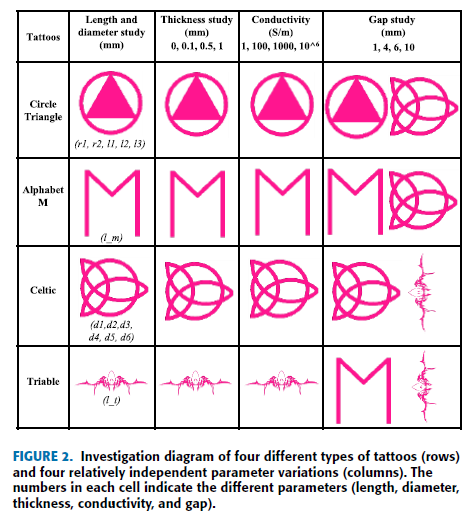 Tattoos
Length and
diameter study
(mm)
Thickness study
(mm)
0, 0.1, 0.5, 1
Conductivity
(S/m)
1, 100, 1000, 10^6
Gap study
(mm)
1, 4, 6, 10
Circle
Triangle
(r1, r2, l1, l2, l3)
Alphabet
M
(l_m)
Celtic
(d1,d2,d3,
d4, d5, d6)
Triable
(l_t)
FIGURE 2. Investigation diagram of four different types of tattoos (rows)
and four relatively independent parameter variations (columns). The
numbers in each cell indicate the different parameters (length, diameter,
thickness, conductivity, and gap).